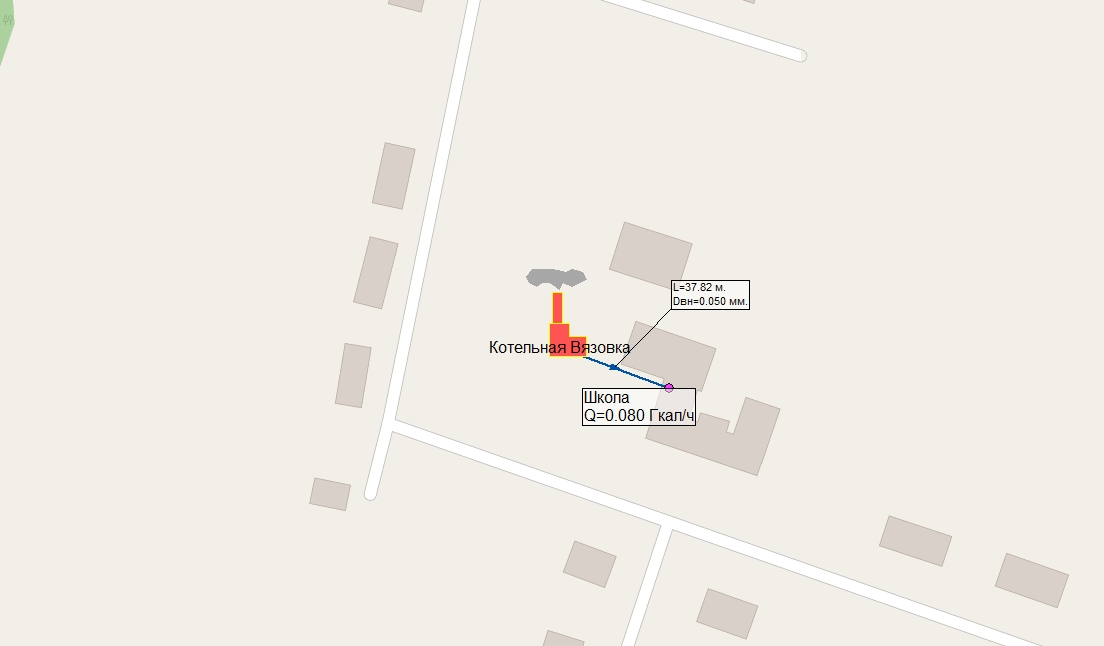 L=37.82 м.
Dвн=0.050 мм.
Котельная Вязовка
Школа
Q=0.080 Гкал/ч